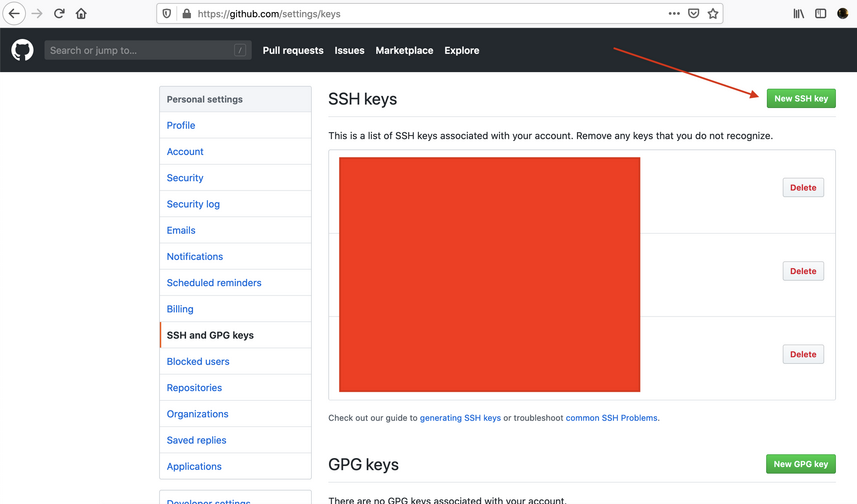 https://github.com/settings/keys
Search or jump to...
/
Pull requests
Issues
Marketplace
Explore
Personal settings
Profile
Account
Security
Security log
Emails
Notifications
Scheduled reminders
Billing
SSH and GPG keys
Blocked users
Repositories
Organizations
Saved replies
Applications
Developer settings
SSH keys
New SSH key
This is a list of SSH keys associated with your account. Remove any keys that you do not recognize.
Delete
Delete
Delete
Check out our guide to generating SSH keys or troubleshoot common SSH Problems.
GPG keys
New GPG key
There are no GPG keys associated with your account.